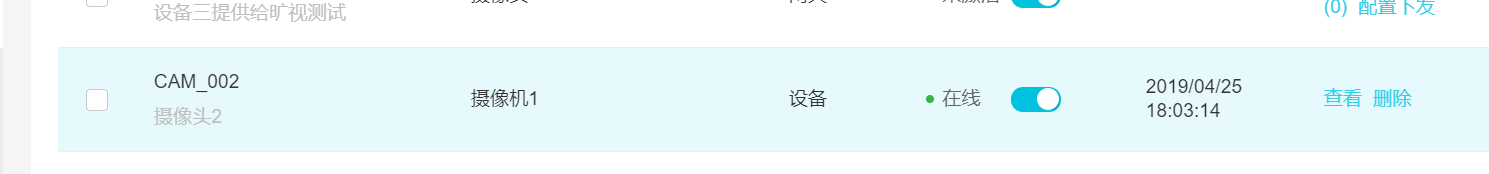 设备三提供给旷视测试
(0) 配置下发
CAM_002
摄像头2
摄像机1
设备
在线
2019/04/25
18:03:14
查看 删除